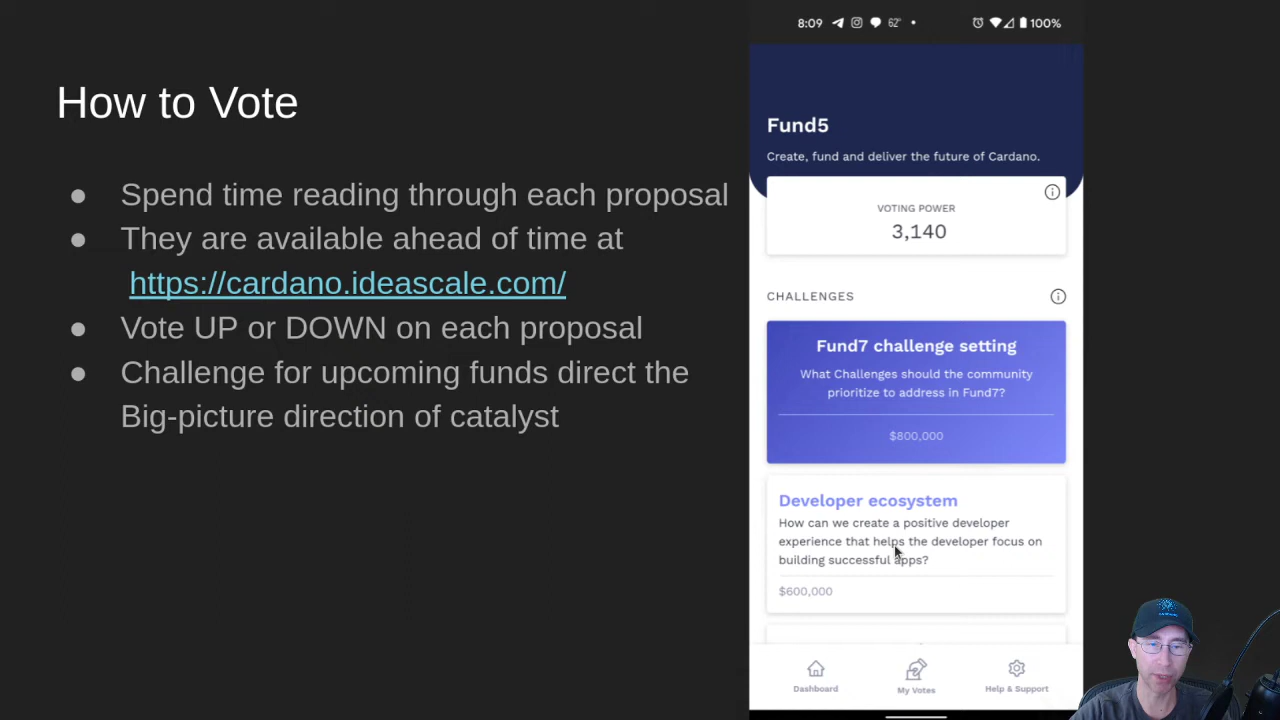 How to Vote
● Spend time reading through each proposal
● They are available ahead of time at
https://cardano.ideascale.com/
● Vote UP or DOWN on each proposal
● Challenge for upcoming funds direct the
Big-picture direction of catalyst
8:09 62° 100%
Fund5
Create, fund and deliver the future of Cardano.
VOTING POWER
3,140
CHALLENGES
Fund7 challenge setting
What Challenges should the community
prioritize to address in Fund7?
$800,000
Developer ecosystem
How can we create a positive developer
experience that helps the developer focus on
building successful apps?
$600,000
Dashboard My Votes Help & Support